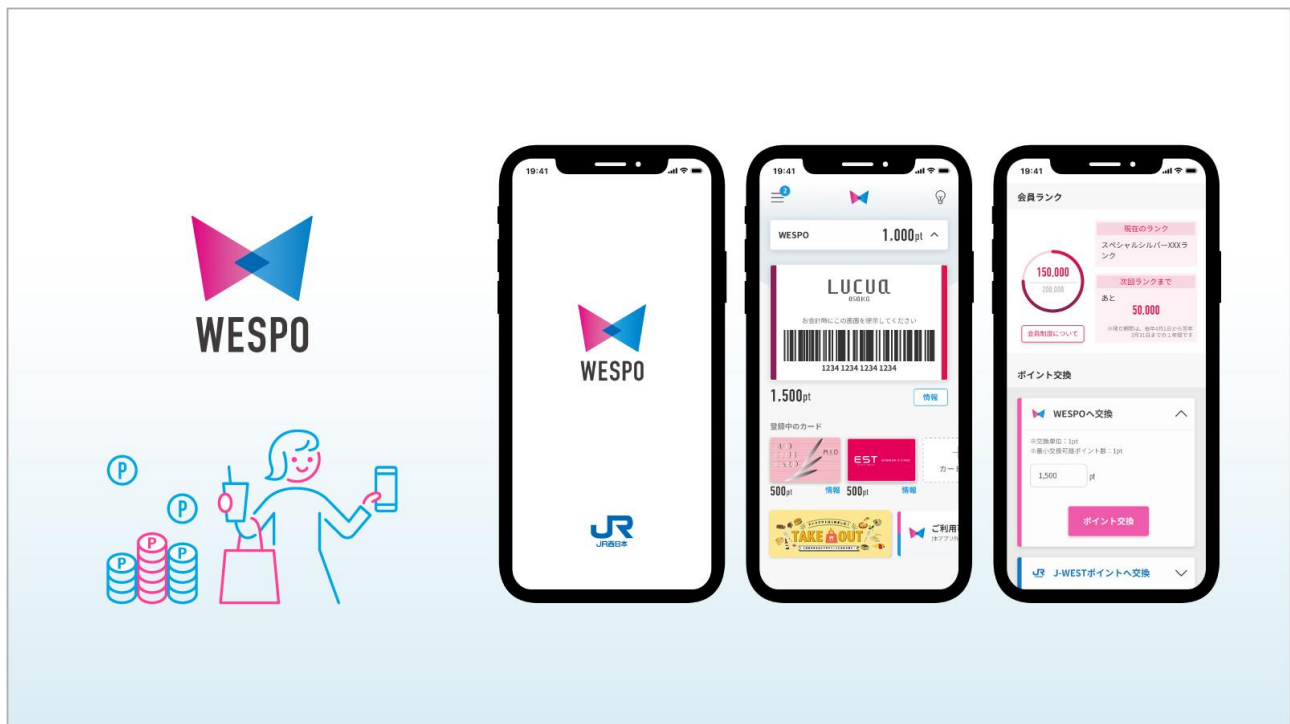 WESPO
P
P
P
P
P
19:41
WESPO
JR
JR西日本
19:41
2
WESPO 1.000pt
LUCUA
OSAKA
お会計時にこの画面を提示してください
1234 1234 1234 1234
1.500pt 情報
登録中のカード
MIO
EST
500pt 情報 500pt 情報
カード
TAKE OUT
ご利用
19:41
会員ランク
現在のランク
スペシャルシルバーXXXラ
ンク
150,000
200,000
次回ランクまで
あと
50,000
会員制度について
ポイント交換
WESPOへ交換
※交換単位:1pt
※最小交換可能ポイント数:1pt
1,500 pt
ポイント交換
JR J-WESTポイントへ交換